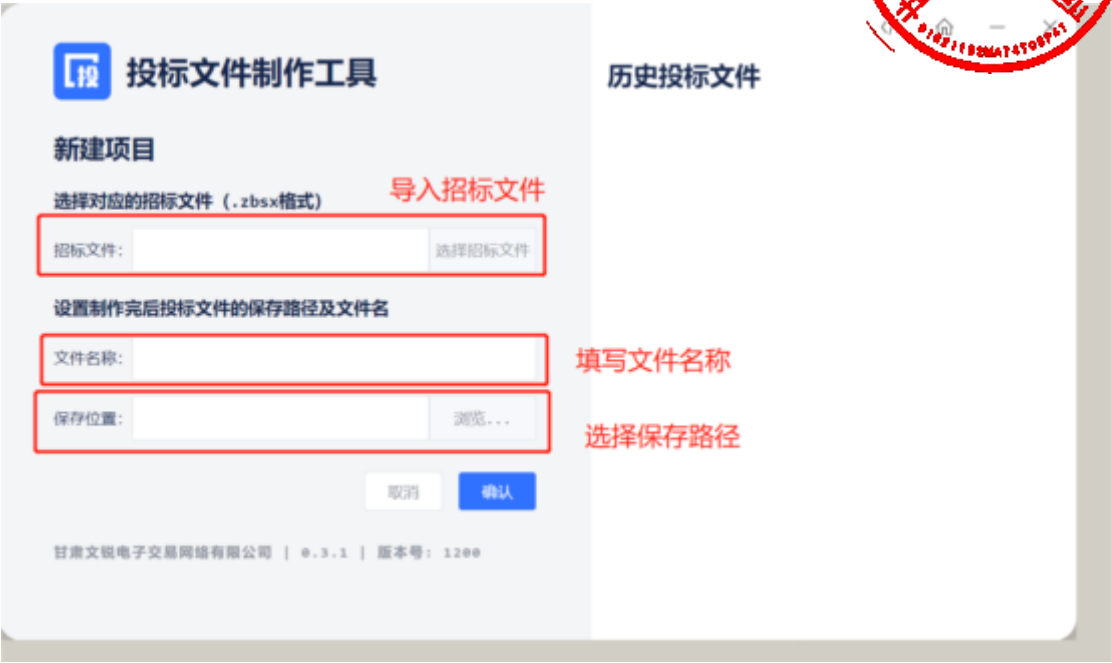 投
投标文件制作工具
历史投标文件
新建项目
导入招标文件
选择对应的招标文件（.zbsx格式）
招标文件：
选择招标文件
设置制作完后投标文件的保存路径及文件名
文件名称：
填写文件名称
保存位置：
浏览...
选择保存路径
取消
确认
甘肃文锐电子交易网络有限公司 | 0.3.1 | 版本号：1200